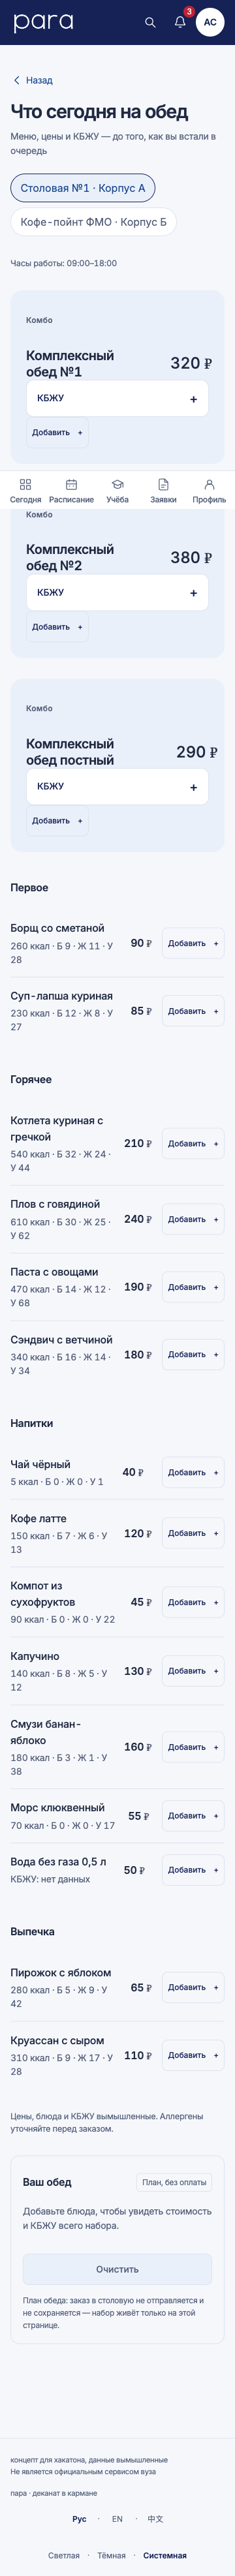 para
3
АС
Назад
Что сегодня на обед
Меню, цены и КБЖУ — до того, как вы встали в
очередь
Столовая №1 · Корпус А
Кофе-пойнт ФМО · Корпус Б
Часы работы: 09:00–18:00
Комбо
Комплексный
обед №1
320 ₽
КБЖУ +
Добавить +
Сегодня Расписание Учёба Заявки Профиль
Комбо
Комплексный
обед №2
380 ₽
КБЖУ +
Добавить +
Комбо
Комплексный
обед постный
290 ₽
КБЖУ +
Добавить +
Первое
Борщ со сметаной
260 ккал · Б 9 · Ж 11 · У
28
90 ₽
Добавить +
Суп-лапша куриная
230 ккал · Б 12 · Ж 8 · У
27
85 ₽
Добавить +
Горячее
Котлета куриная с
гречкой
540 ккал · Б 32 · Ж 24 ·
У 44
210 ₽
Добавить +
Плов с говядиной
610 ккал · Б 30 · Ж 25 ·
У 62
240 ₽
Добавить +
Паста с овощами
470 ккал · Б 14 · Ж 12 ·
У 68
190 ₽
Добавить +
Сэндвич с ветчиной
340 ккал · Б 16 · Ж 14 ·
У 34
180 ₽
Добавить +
Напитки
Чай чёрный
5 ккал · Б 0 · Ж 0 · У 1
40 ₽
Добавить +
Кофе латте
150 ккал · Б 7 · Ж 6 · У
13
120 ₽
Добавить +
Компот из
сухофруктов
90 ккал · Б 0 · Ж 0 · У 22
45 ₽
Добавить +
Капучино
140 ккал · Б 8 · Ж 5 · У
12
130 ₽
Добавить +
Смузи банан-
яблоко
180 ккал · Б 3 · Ж 1 · У
38
160 ₽
Добавить +
Морс клюквенный
70 ккал · Б 0 · Ж 0 · У 17
55 ₽
Добавить +
Вода без газа 0,5 л
КБЖУ: нет данных
50 ₽
Добавить +
Выпечка
Пирожок с яблоком
280 ккал · Б 5 · Ж 9 · У
42
65 ₽
Добавить +
Круассан с сыром
310 ккал · Б 9 · Ж 17 · У
28
110 ₽
Добавить +
Цены, блюда и КБЖУ вымышленные. Аллергены
уточняйте перед заказом.
Ваш обед
План, без оплаты
Добавьте блюда, чтобы увидеть стоимость
и КБЖУ всего набора.
Очистить
План обеда: заказ в столовую не отправляется и
не сохраняется — набор живёт только на этой
странице.
концепт для хакатона, данные вымышленные
Не является официальным сервисом вуза
пара · деканат в кармане
Рус · EN · 中文
Светлая · Тёмная · Системная